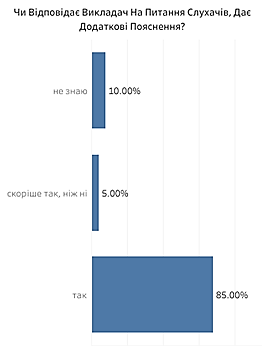 Чи Відповідає Викладач На Питання Слухачів, Дає
Додаткові Пояснення?
не знаю 10.00%
скоріше так, ніж ні 5.00%
так 85.00%